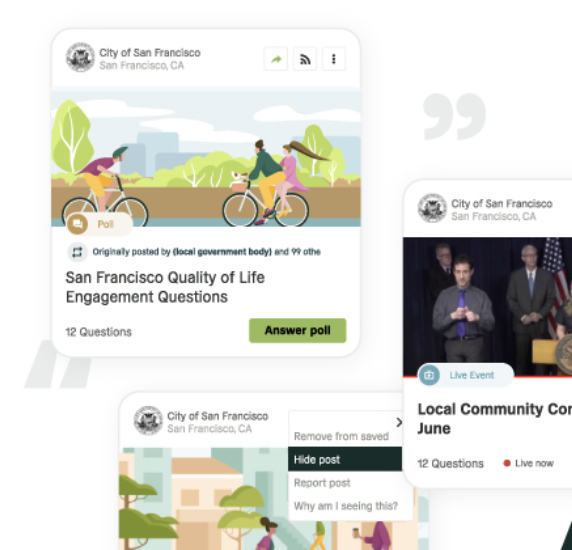 City of San Francisco
San Francisco, CA
Poll
Originally posted by (local government body) and 99 othe
San Francisco Quality of Life
Engagement Questions
12 Questions
Answer poll
City of San Francisco
San Francisco, CA
Live Event
Local Community Con
June
12 Questions
Live now
City of San Francisco
San Francisco, CA
Remove from saved
Hide post
Report post
Why am I seeing this?